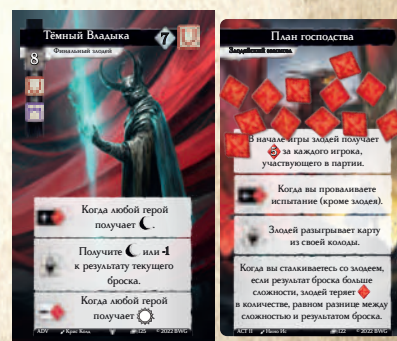 Тёмный Владыка
7
Финальный злодей
8
Когда любой герой
получает
Получите или -1
к результату текущего
броска.
Когда любой герой
получает
ADV
Крис Колд
125
© 2022 BWG
План господства
Злодейский
В начале игры злодей получает
за каждого игрока,
участвующего в партии.
Когда вы проваливаете
испытание (кроме злодея).
Злодей разыгрывает карту
из своей колоды.
Когда вы сталкиваетесь со злодеем,
если результат броска больше
сложности, злодей теряет
в количестве, равном разнице между
сложностью и результатом броска.
ACT II
122
© 2022 BWG